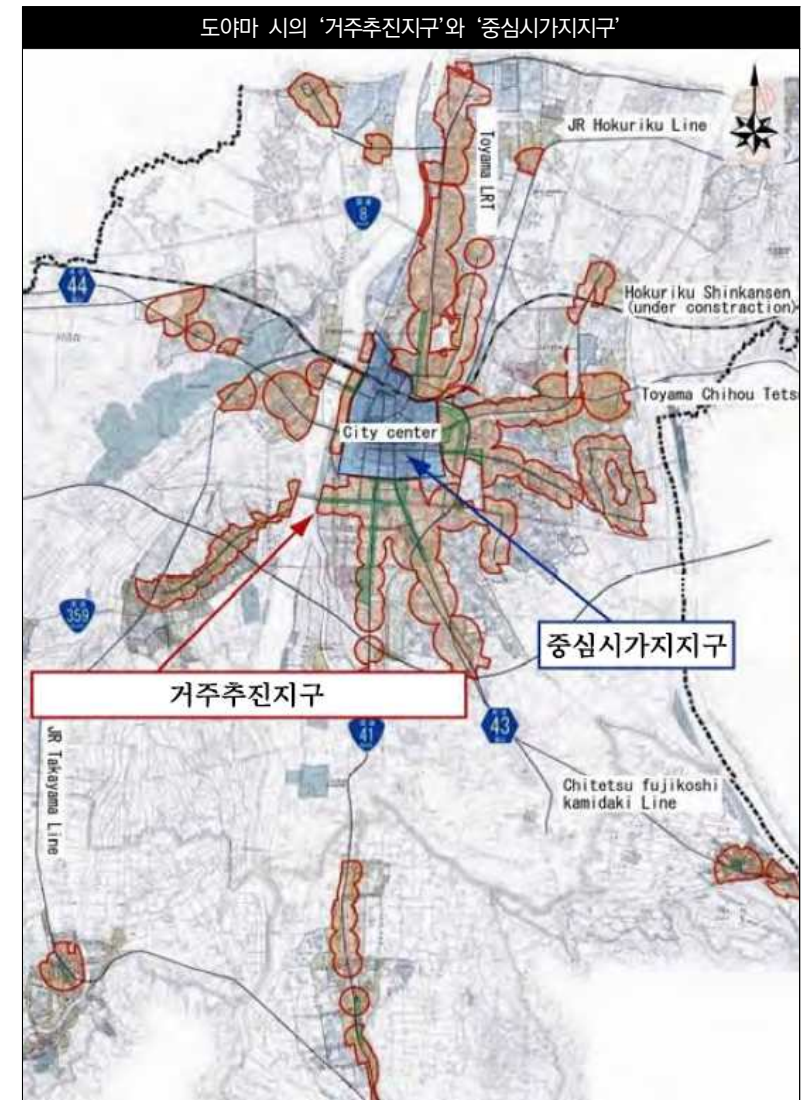 도야마 시의 ‘거주추진지구’와 ‘중심시가지지구’
JR Hokuriku Line
Toyama LRT
8
44
Hokuriku Shinkansen
(under constraction)
Toyama Chihou Tets
City center
359
중심시가지지구
거주추진지구
41
43
JR Takayama Line
Chitetsu fujikoshi
kamidaki Line